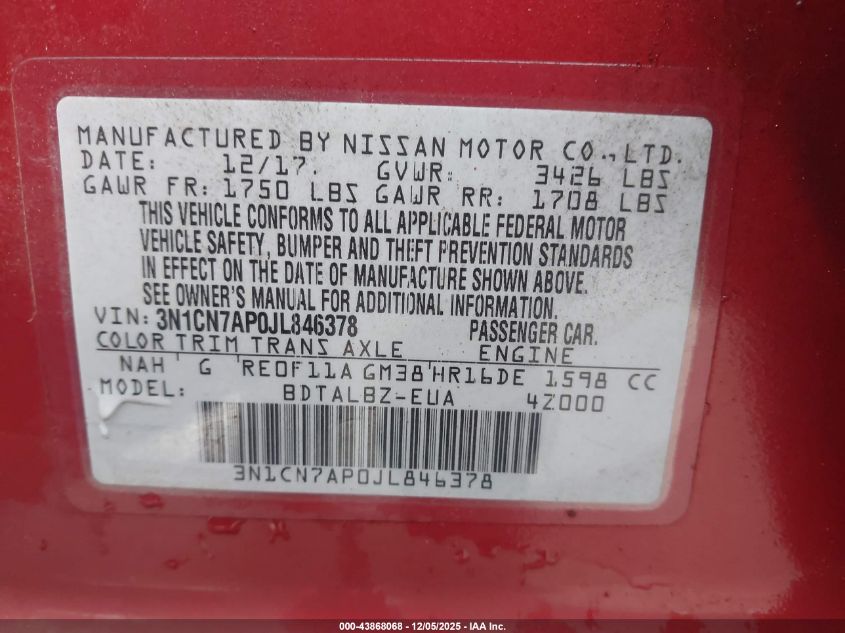 MANUFACTURED BY NISSAN MOTOR CO., LTD.
DATE: 12/17. GVWR: 3426 LBS
GAWR FR: 1750 LBS GAWR RR: 1708 LBS
THIS VEHICLE CONFORMS TO ALL APPLICABLE FEDERAL MOTOR
VEHICLE SAFETY, BUMPER AND THEFT PREVENTION STANDARDS
IN EFFECT ON THE DATE OF MANUFACTURE SHOWN ABOVE.
SEE OWNER'S MANUAL FOR ADDITIONAL INFORMATION.
VIN: 3N1CN7AP0JL846378 PASSENGER CAR.
COLOR TRIM TRANS AXLE ENGINE
NAH G RE0F11A GM38 HR16DE 1598 CC
MODEL: BDTALBZ-EUA 4Z000
3N1CN7AP0JL846378
000-43868068 - 12/05/2025 - IAA Inc.